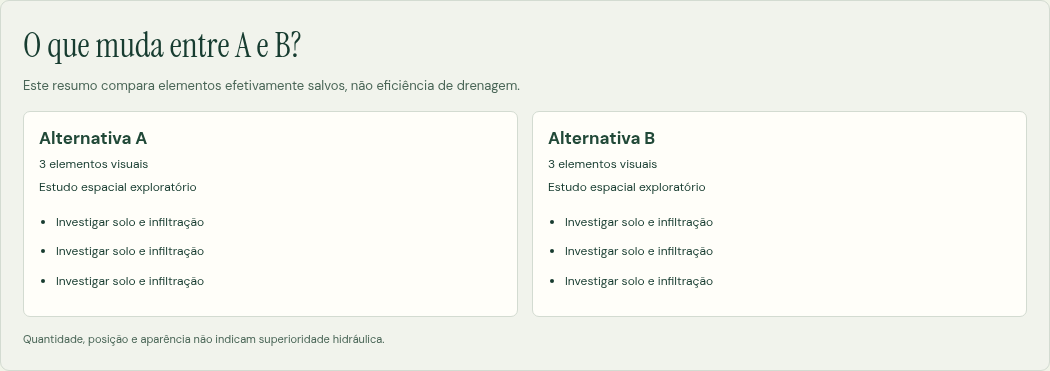 O que muda entre A e B?
Este resumo compara elementos efetivamente salvos, não eficiência de drenagem.
Alternativa A
3 elementos visuais
Estudo espacial exploratório
• Investigar solo e infiltração
• Investigar solo e infiltração
• Investigar solo e infiltração
Alternativa B
3 elementos visuais
Estudo espacial exploratório
• Investigar solo e infiltração
• Investigar solo e infiltração
• Investigar solo e infiltração
Quantidade, posição e aparência não indicam superioridade hidráulica.